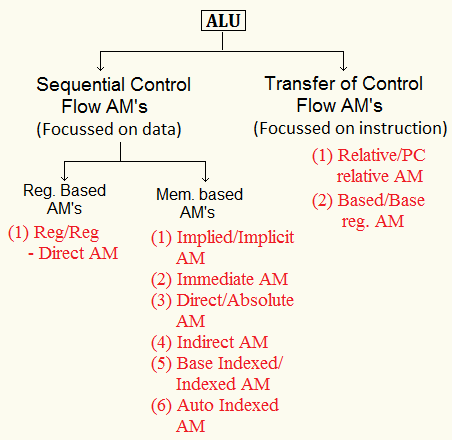 ALU
Sequential Control
Flow AM's
(Focussed on data)
Transfer of Control
Flow AM's
(Focussed on instruction)
(1) Relative/PC
relative AM
(2) Based/Base
reg. AM
Reg. Based
AM's
(1) Reg/Reg
- Direct AM
Mem. based
AM's
(1) Implied/Implicit
AM
(2) Immediate AM
(3) Direct/Absolute
AM
(4) Indirect AM
(5) Base Indexed/
Indexed AM
(6) Auto Indexed
AM